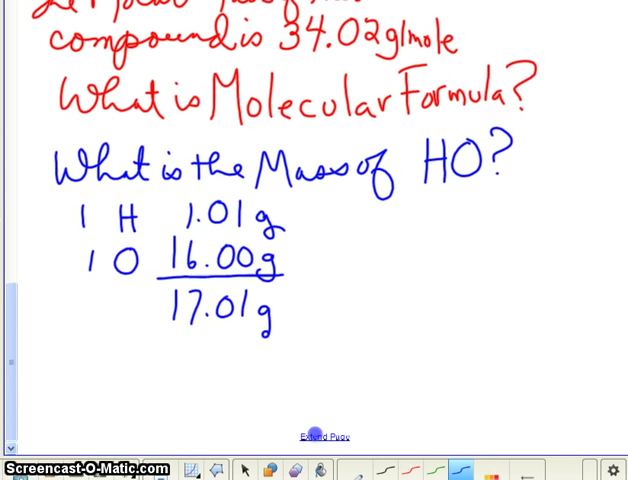 compound is 34.02 g/mole
What is Molecular Formula?
What is the Mass of HO?
1 H 1.01g
1 O 16.00g
17.01g
Extend Page
Screencast-O-Matic.com